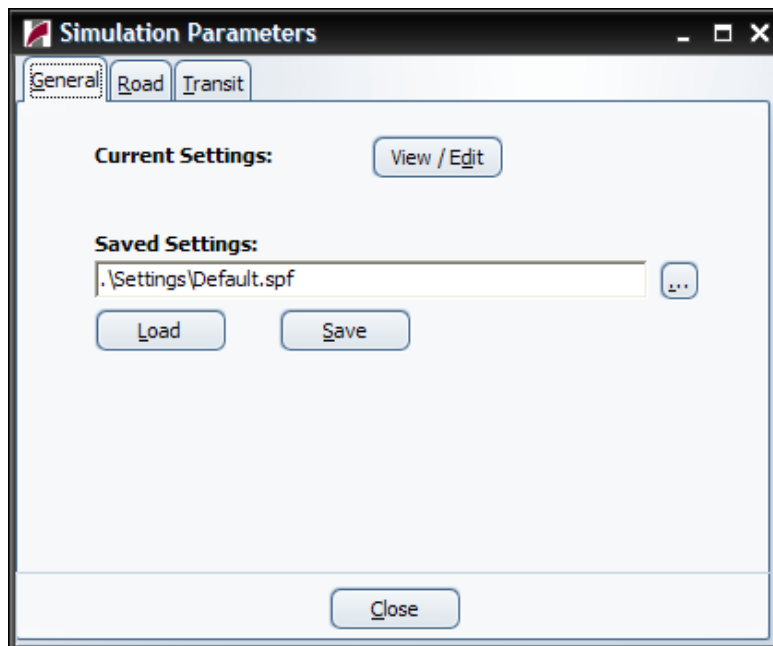 Simulation Parameters
General Road Transit
Current Settings: View / Edit
Saved Settings:
.\Settings\Default.spf ...
Load Save
Close